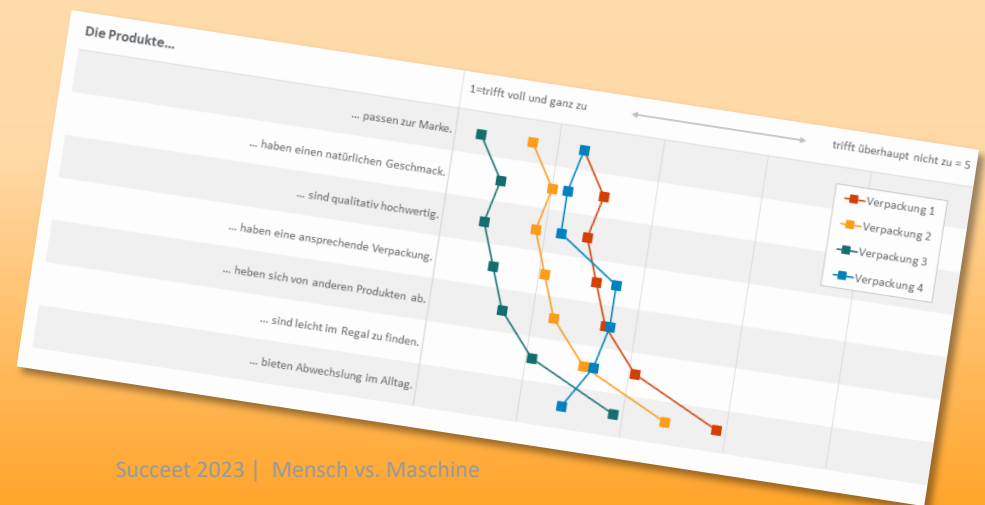 Die Produkte...
1=trifft voll und ganz zu
trifft überhaupt nicht zu = 5
... passen zur Marke.
... haben einen natürlichen Geschmack.
... sind qualitativ hochwertig.
... haben eine ansprechende Verpackung.
... heben sich von anderen Produkten ab.
... sind leicht im Regal zu finden.
... bieten Abwechslung im Alltag.
Verpackung 1
Verpackung 2
Verpackung 3
Verpackung 4
Succeet 2023 | Mensch vs. Maschine